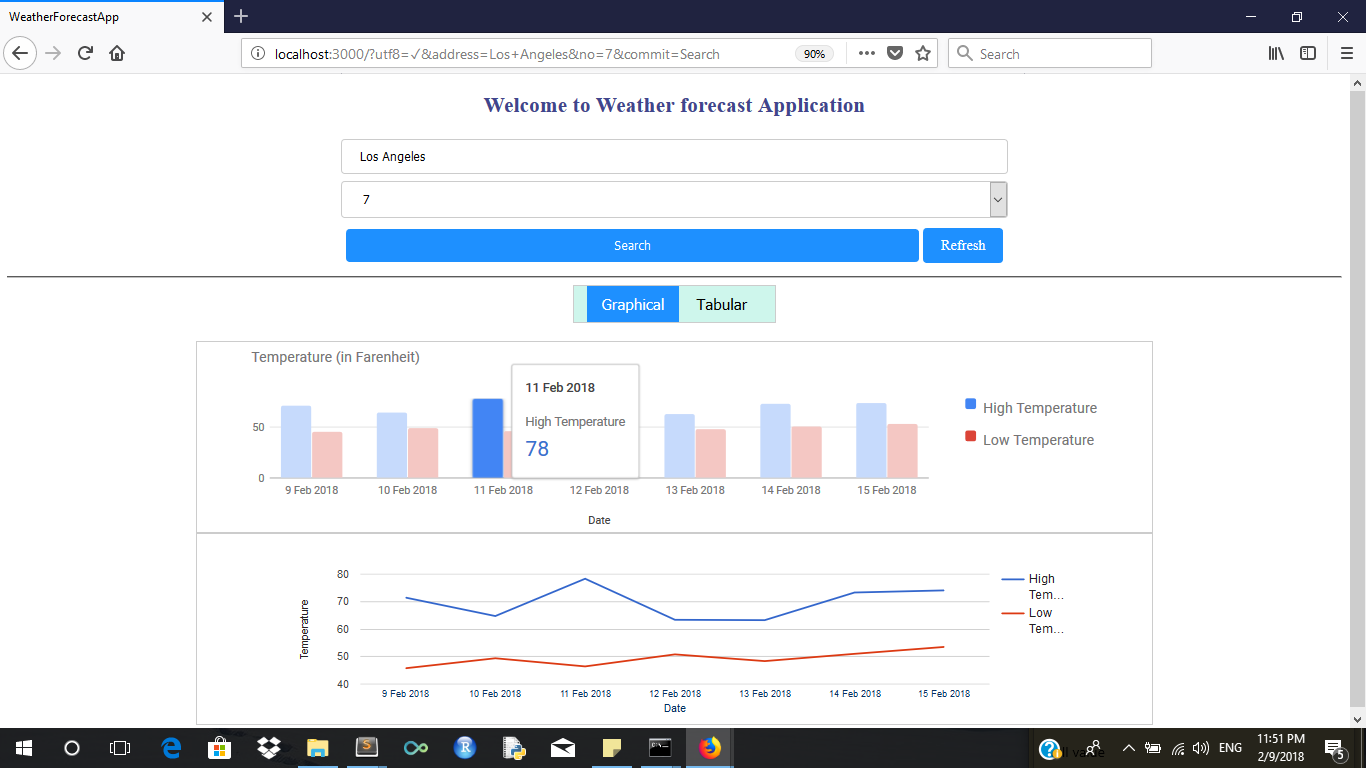 WeatherForecastApp
localhost:3000/?utf8=✓&address=Los+Angeles&no=7&commit=Search
90%
Search
Welcome to Weather forecast Application
Los Angeles
7
Search
Refresh
Graphical
Tabular
Temperature (in Farenheit)
50
0
11 Feb 2018
High Temperature
78
High Temperature
Low Temperature
9 Feb 2018
10 Feb 2018
11 Feb 2018
12 Feb 2018
13 Feb 2018
14 Feb 2018
15 Feb 2018
Date
Temperature
80
70
60
50
40
High
Tem...
Low
Tem...
9 Feb 2018
10 Feb 2018
11 Feb 2018
12 Feb 2018
13 Feb 2018
14 Feb 2018
15 Feb 2018
Date
ENG
11:51 PM
2/9/2018
5